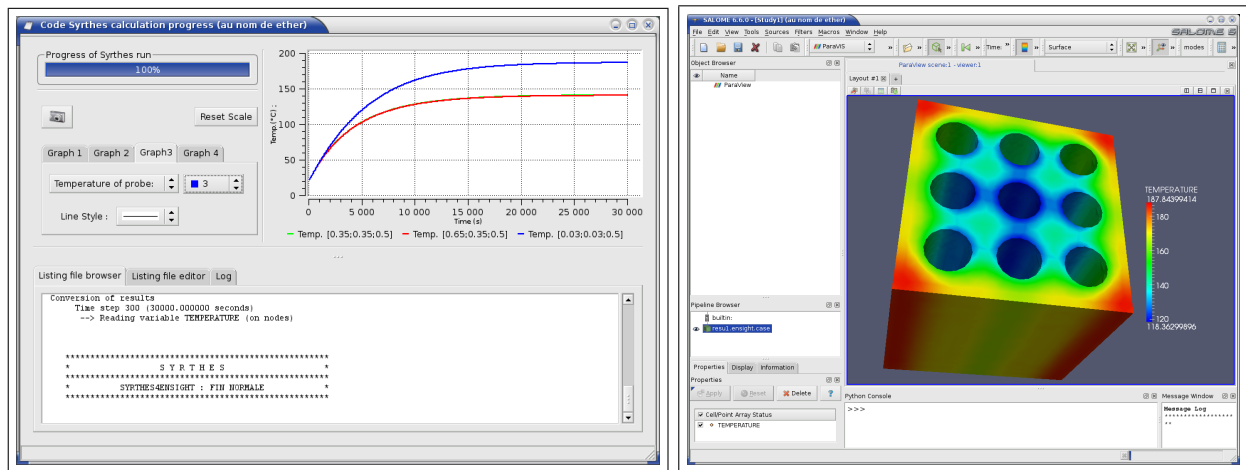 Code Syrthes calculation progress (au nom de ether)
Progress of Syrthes run
100%
Reset Scale
Graph 1 Graph 2 Graph3 Graph 4
Temperature of probe: 3
Line Style :
Temp.(°C) ;
200
150
100
50
0
0 5 000 10 000 15 000 20 000 25 000 30 000
Time (s)
Temp. [0.35;0.35;0.5] Temp. [0.65;0.35;0.5] Temp. [0.03;0.03;0.5]
Listing file browser Listing file editor Log
Conversion of results
Time step 300 (30000.000000 seconds)
--> Reading variable TEMPERATURE (on nodes)
****************************************************
* S Y R T H E S *
****************************************************
* SYRTHES4ENSIGHT : FIN NORMALE *
****************************************************
SALOME 6.6.0 - [Study1] (au nom de ether)
File Edit View Tools Sources Filters Macros Window Help
SALOME 6
ParaViS » » » Time: » » Surface » » modes »
Object Browser
Name
ParaView
ParaView scene:1 - viewer:1
Layout #1 +
TEMPERATURE
187.84399414
180
160
140
120
118.36299896
Pipeline Browser
builtin:
resu1.ensight.case
Properties Display Information
Properties
Apply Reset Delete ?
Cell/Point Array Status
TEMPERATURE
Python Console
>>>
Message Window
Message Log
******************
**